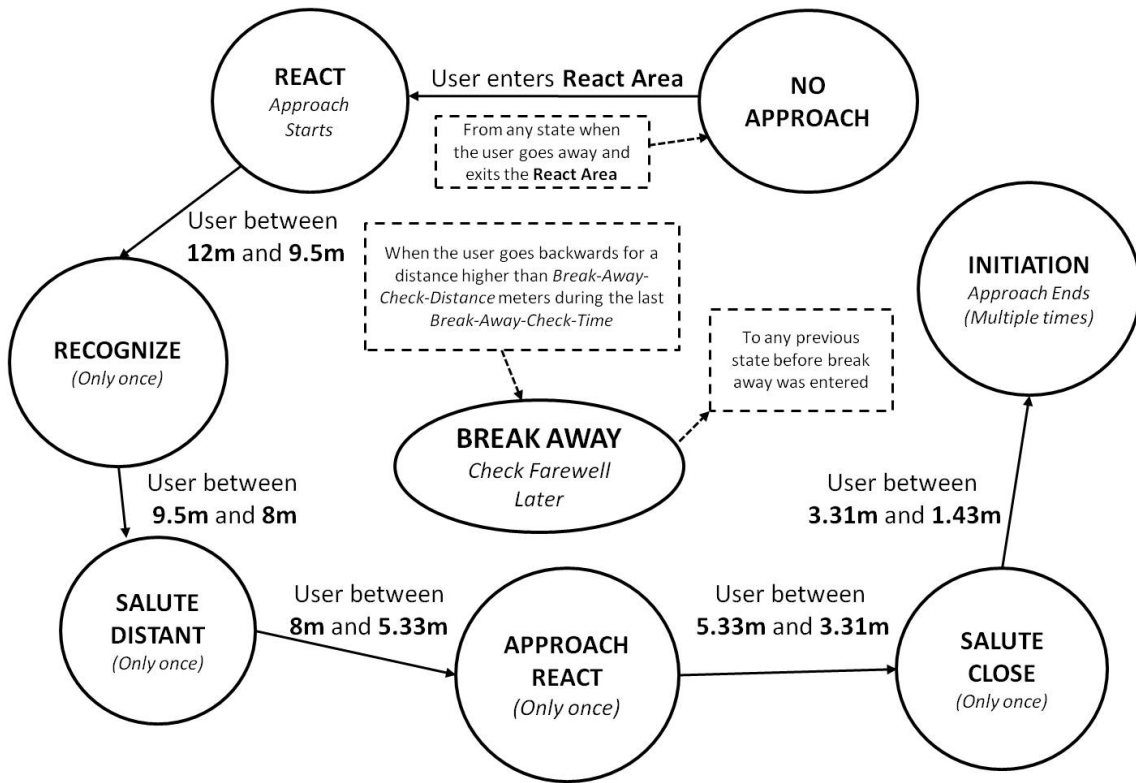 REACT
Approach
Starts
User enters React Area
NO
APPROACH
From any state when
the user goes away and
exits the React Area
User between
12m and 9.5m
When the user goes backwards for a
distance higher than Break-Away-
Check-Distance meters during the last
Break-Away-Check-Time
INITIATION
Approach Ends
(Multiple times)
RECOGNIZE
(Only once)
To any previous
state before break
away was entered
BREAK AWAY
Check Farewell
Later
User between
9.5m and 8m
User between
3.31m and 1.43m
SALUTE
DISTANT
(Only once)
User between
8m and 5.33m
APPROACH
REACT
(Only once)
User between
5.33m and 3.31m
SALUTE
CLOSE
(Only once)